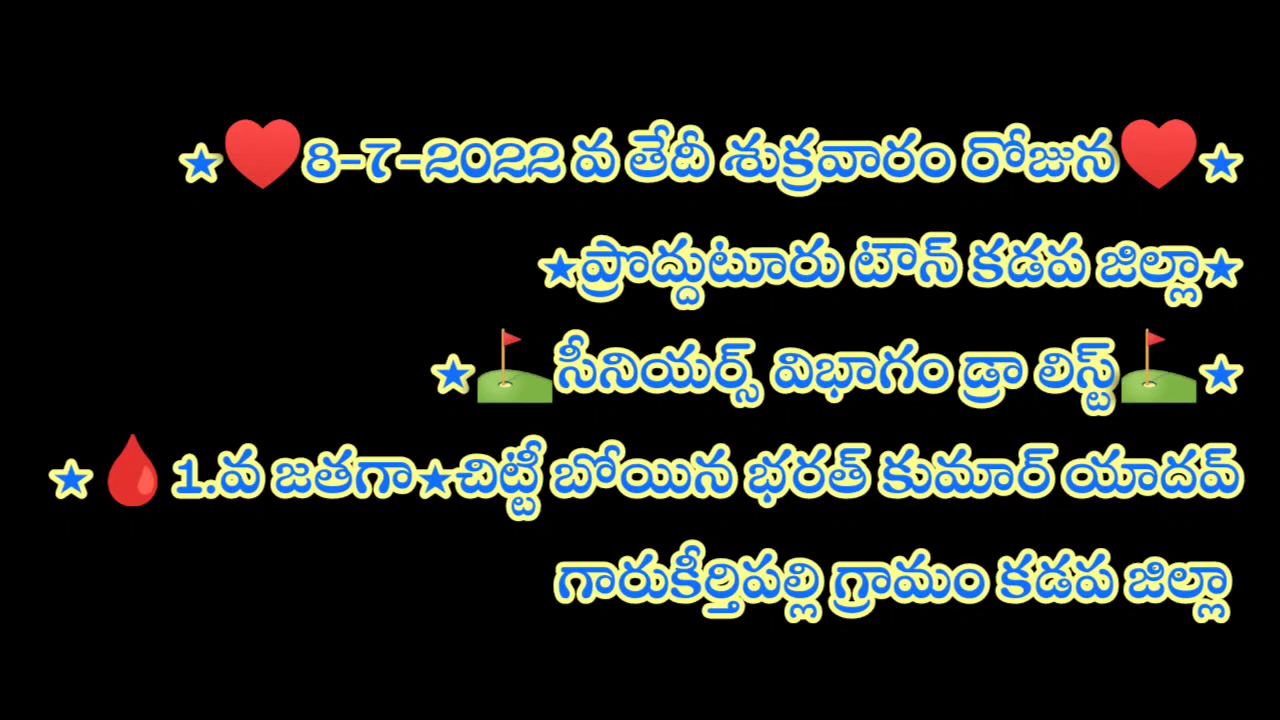 ★♥️8-7-2022 వ తేదీ శుక్రవారం రోజున♥️★
★ప్రొద్దుటూరు టౌన్ కడప జిల్లా★
★⛳సీనియర్స్ విభాగం డ్రా లిస్ట్⛳★
★🩸1.వ జతగా★చిట్టీ బోయిన భరత్ కుమార్ యాదవ్
గారుకీర్తిపల్లి గ్రామం కడప జిల్లా